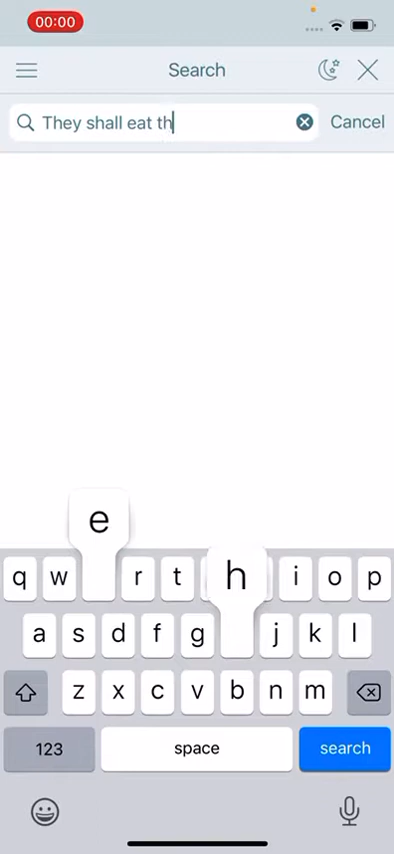 00:00
Search
They shall eat th
Cancel
e
q w r t h i o p
a s d f g j k l
z x c v b n m
123 space search